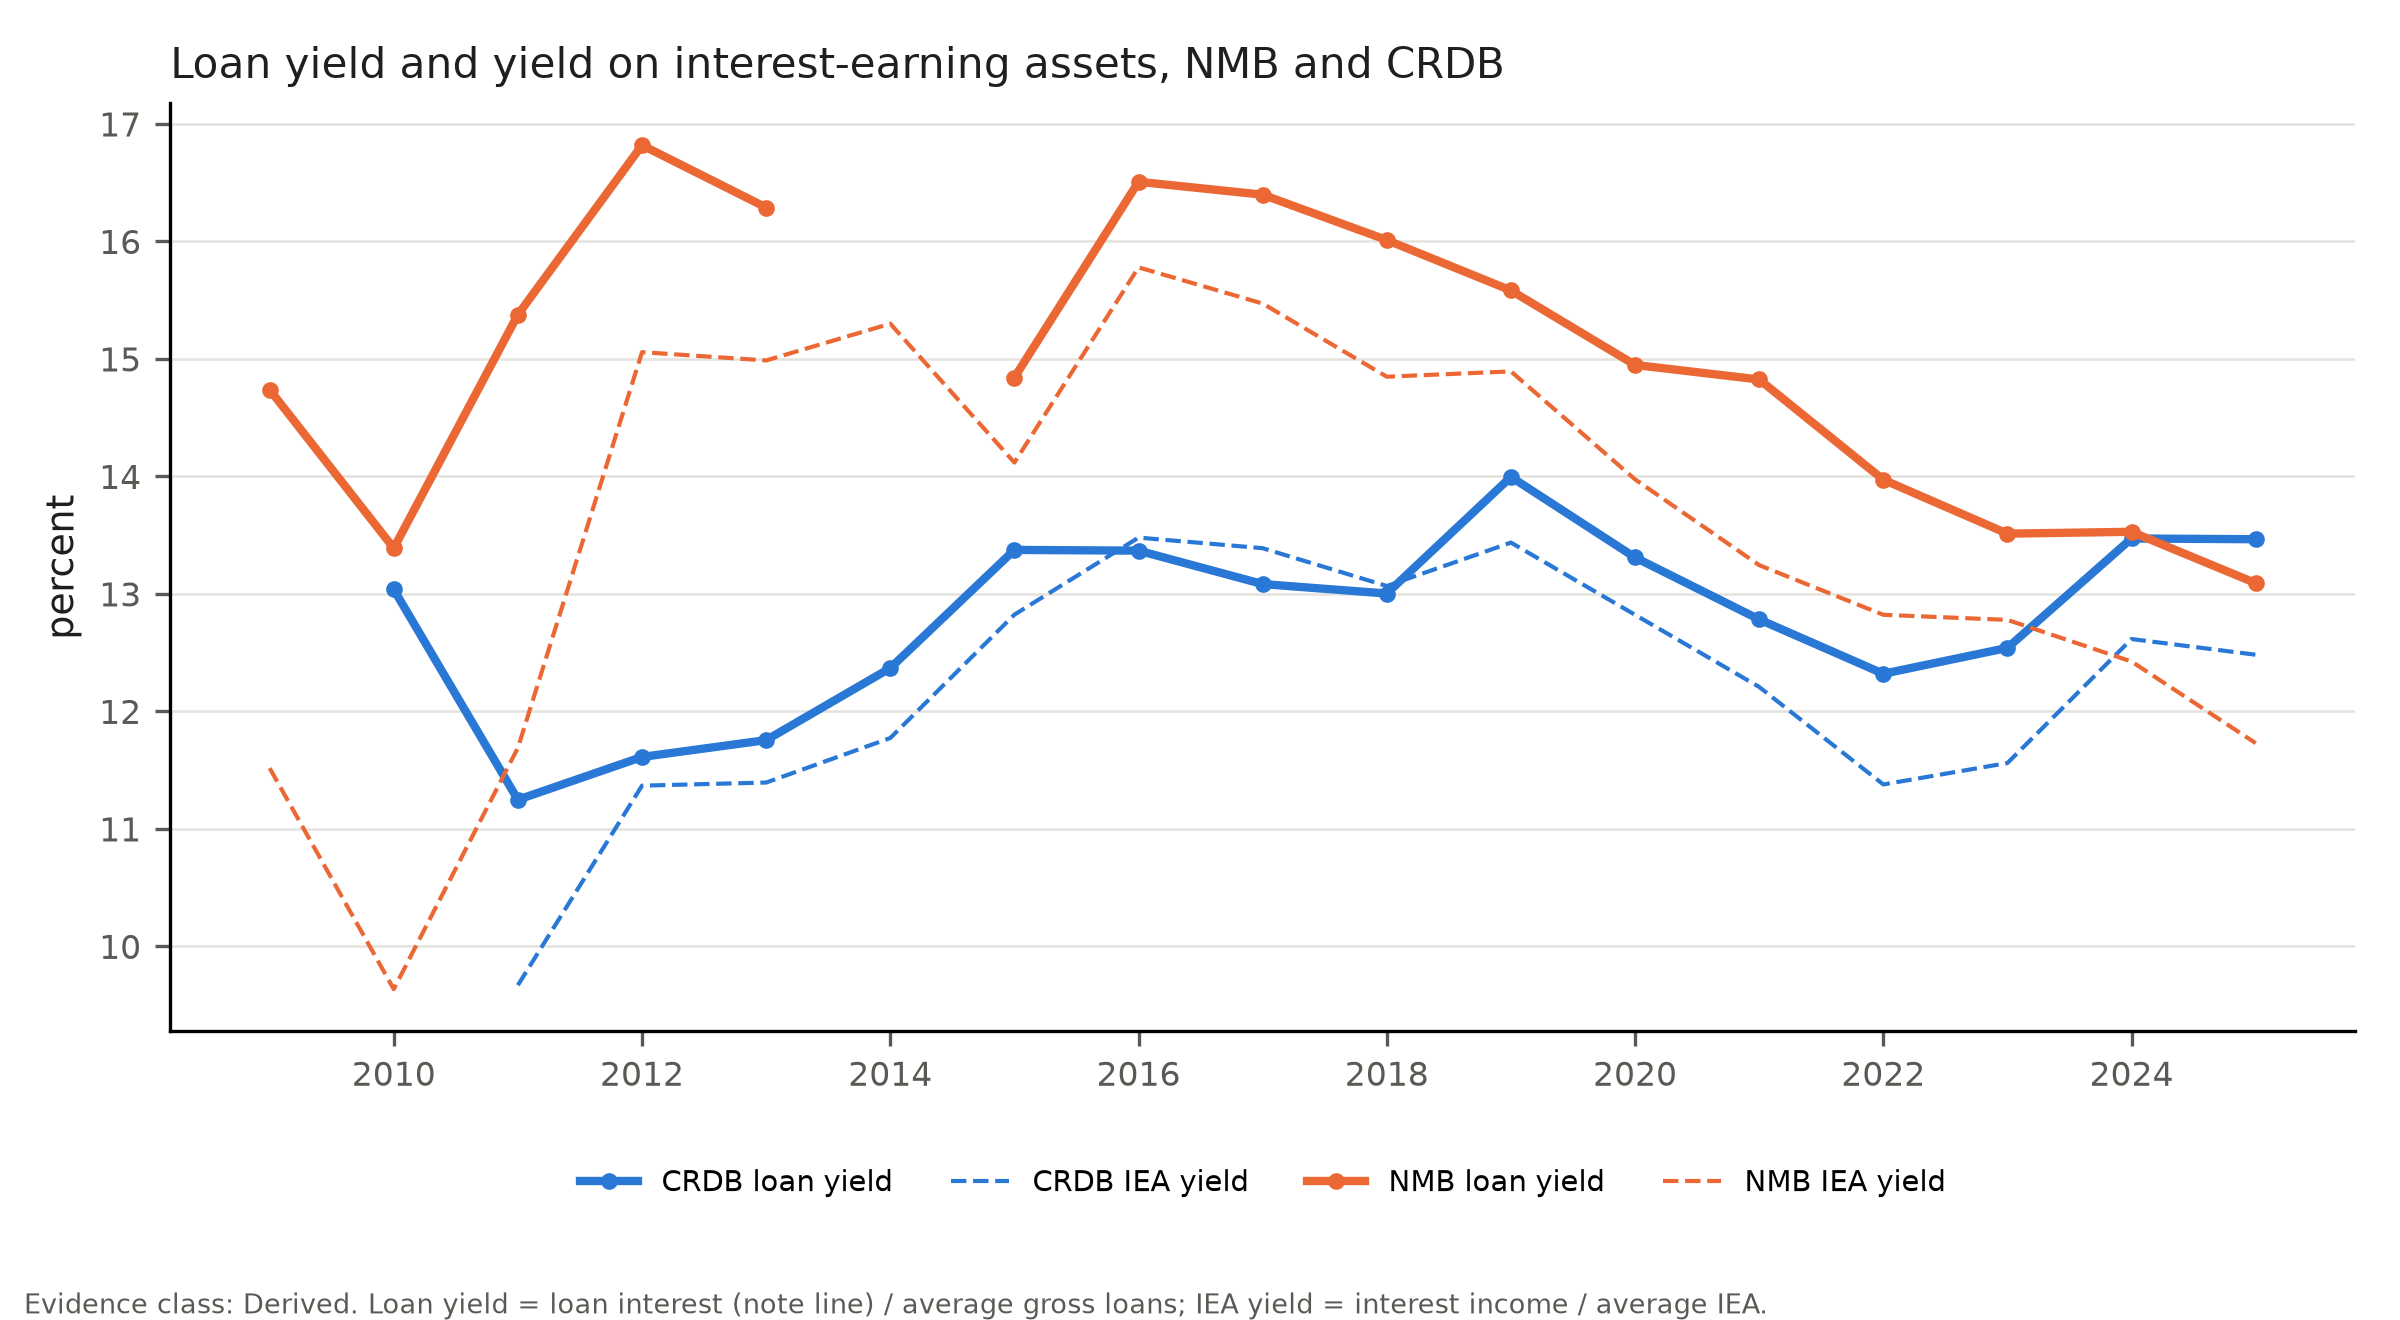 Loan yield and yield on interest-earning assets, NMB and CRDB
percent
17
16
15
14
13
12
11
10
2010 2012 2014 2016 2018 2020 2022 2024
CRDB loan yield CRDB IEA yield NMB loan yield NMB IEA yield
Evidence class: Derived. Loan yield = loan interest (note line) / average gross loans; IEA yield = interest income / average IEA.